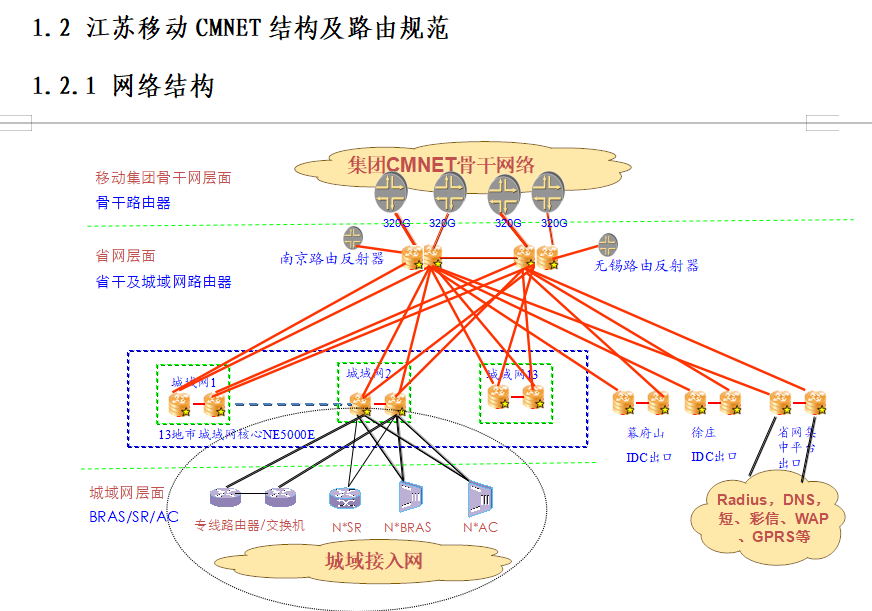 1.2 江苏移动 CMNET 结构及路由规范
1.2.1 网络结构
集团CMNET骨干网络
移动集团骨干网层面
骨干路由器
320G
320G
320G
320G
省网层面
南京路由反射器
无锡路由反射器
省干及城域网路由器
城域网1
城域网2
城域网13
13地市城域网核心NE5000E
幕府山
IDC出口
徐庄
IDC出口
省网集
中平台
出口
城域网层面
BRAS/SR/AC
专线路由器/交换机
N*SR
N*BRAS
N*AC
Radius，DNS，
短、彩信、WAP
、GPRS等
城域接入网